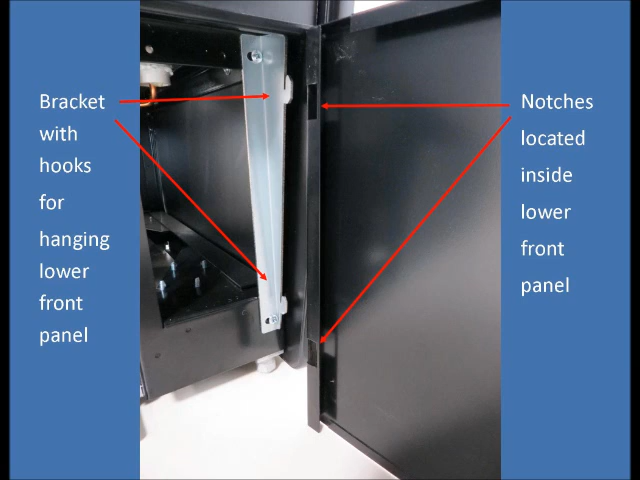 Bracket
with
hooks
for
hanging
lower
front
panel
Notches
located
inside
lower
front
panel